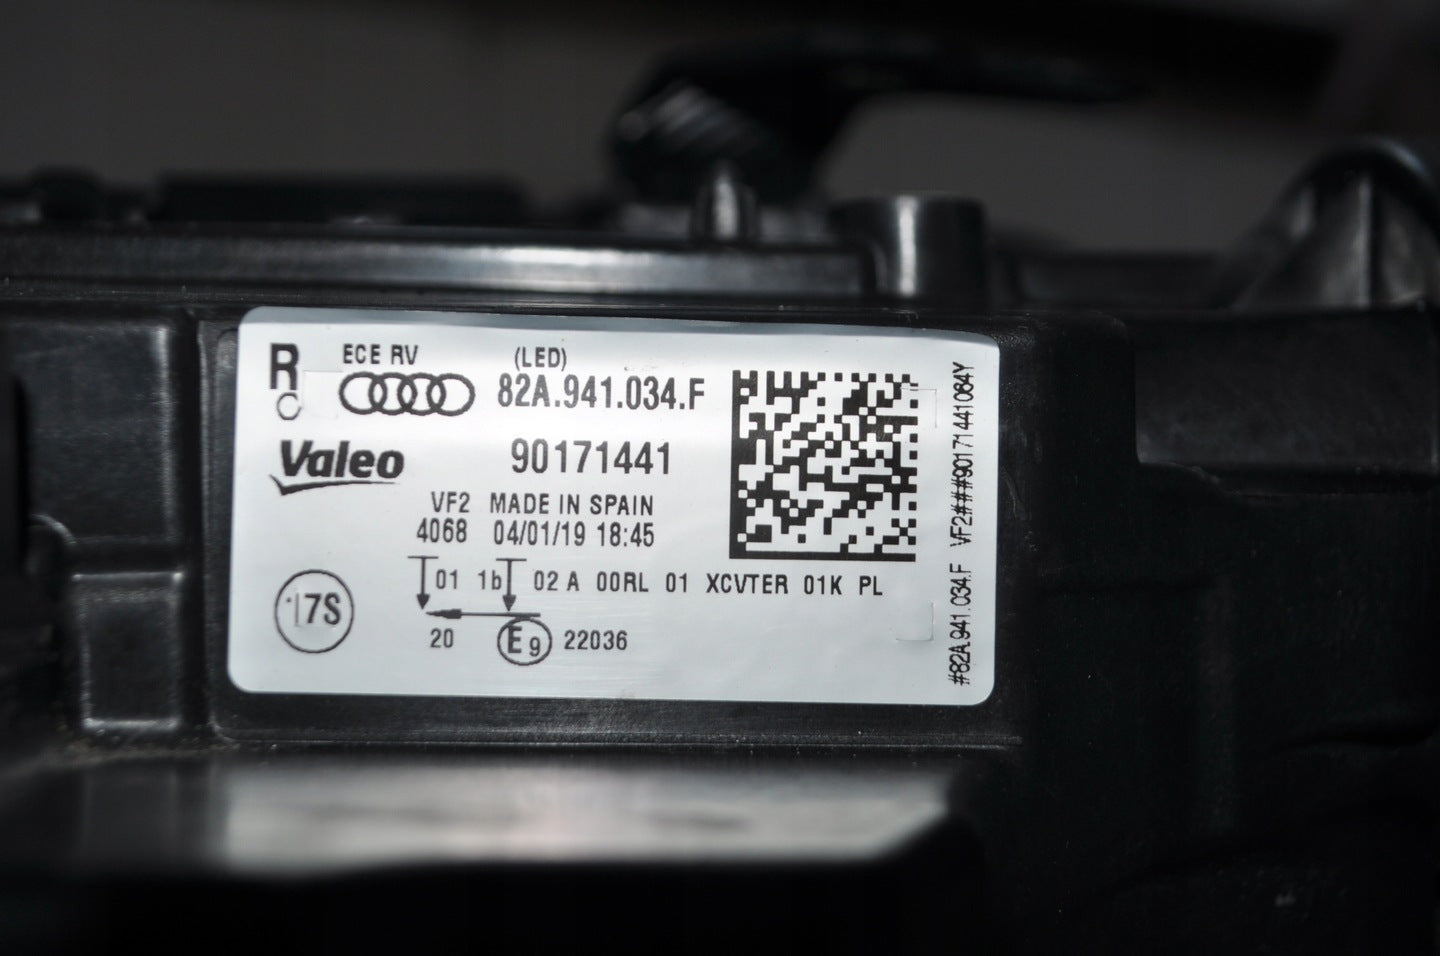 R ECE RV (LED)
C 82A.941.034.F
Valeo 90171441
VF2 MADE IN SPAIN
4068 04/01/19 18:45
01 1b 02 A 00RL 01 XCVTER 01K PL
17S
20 E9 22036
#82A.941.034.F VF2###90171441084Y